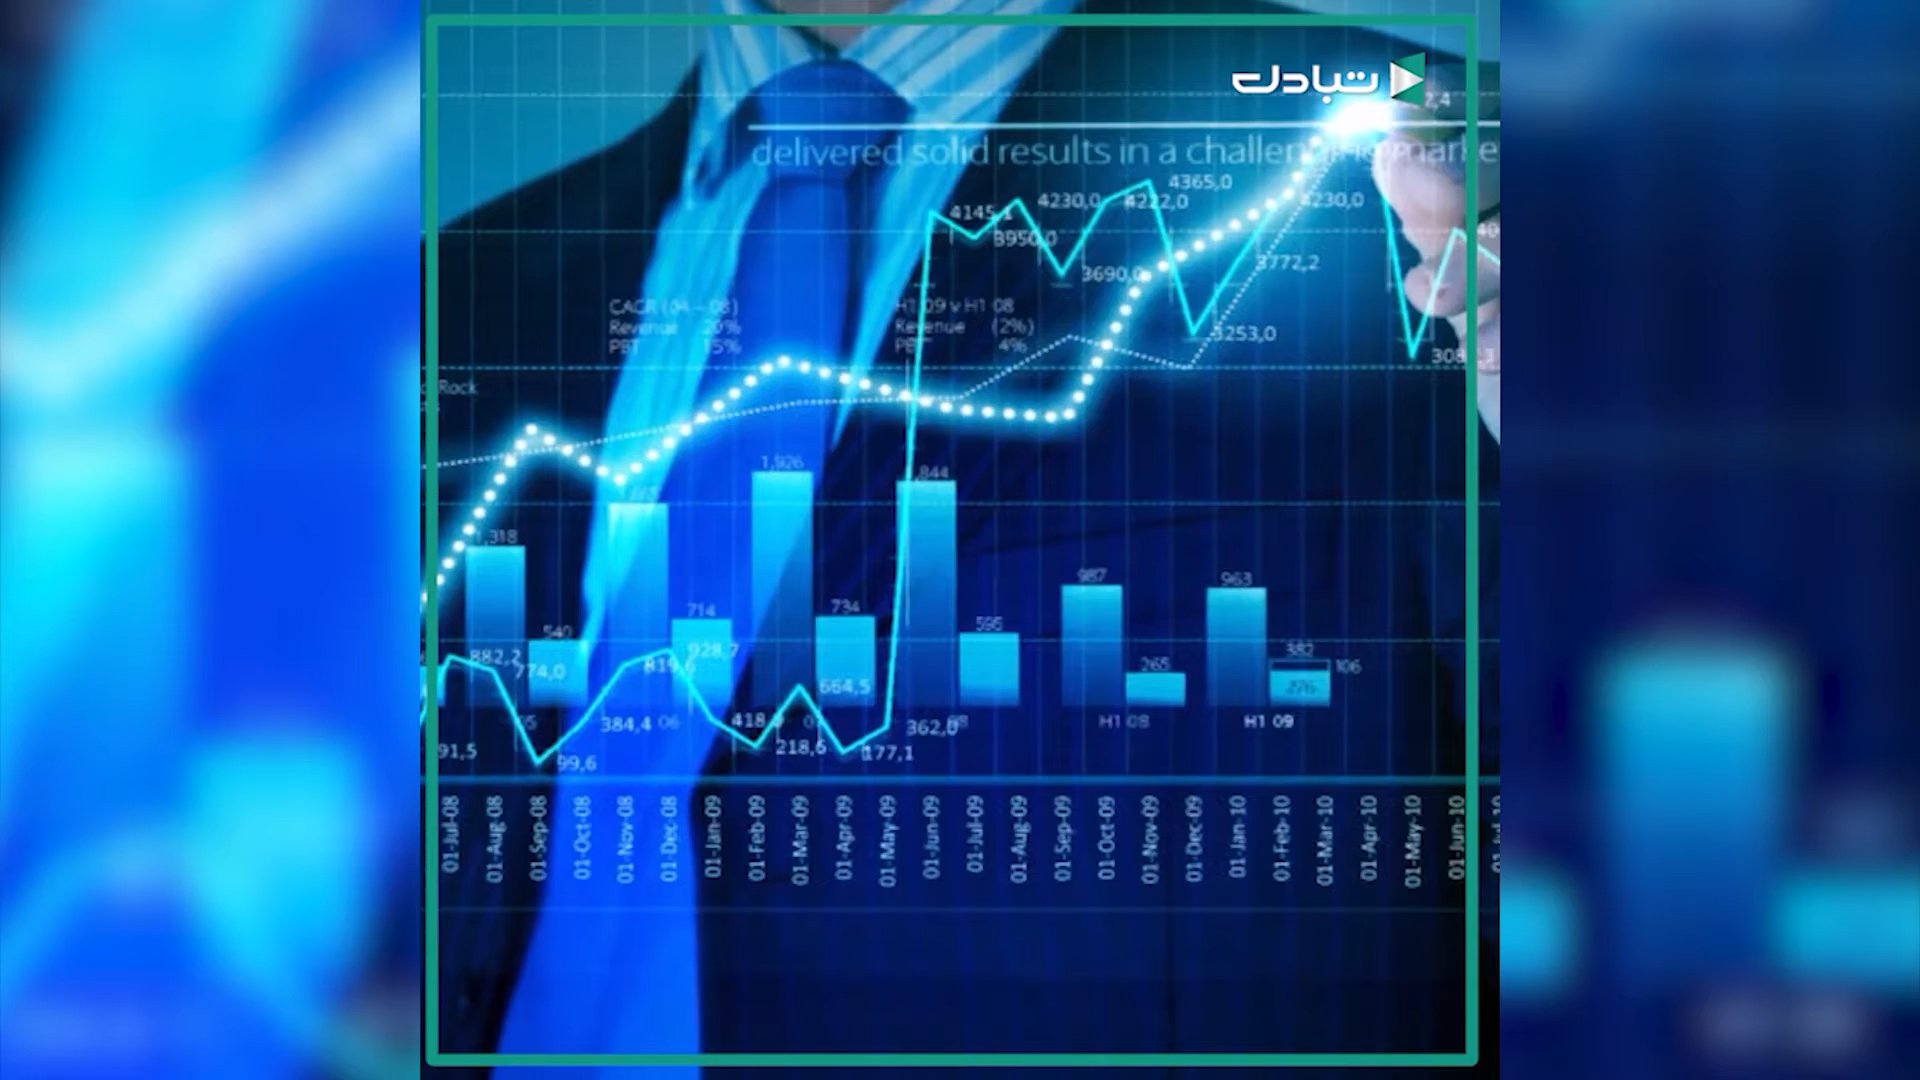 تبادل
delivered solid results in a challenging marke
4365,0
4145,1
4230,0
4222,0
4230,0
3950,0
3690,0
3772,2
3253,0
CAGR (04 – 08)
Revenue 20%
PBT 15%
H1 09 v H1 08
Revenue (2%)
PBT 4%
Rock
1,926
,844
1,318
987
963
540
714
734
595
265
382
106
276
882,2
774,0
819,6
928,7
664,5
384,4
06
418,
218,6
177,1
362,0
H1 08
H1 09
91,5
99,6
01-Jul-08
01-Aug-08
01-Sep-08
01-Oct-08
01-Nov-08
01-Dec-08
01-Jan-09
01-Feb-09
01-Mar-09
01-Apr-09
01-May-09
01-Jun-09
01-Jul-09
01-Aug-09
01-Sep-09
01-Oct-09
01-Nov-09
01-Dec-09
01-Jan-10
01-Feb-10
01-Mar-10
01-Apr-10
01-May-10
01-Jun-10